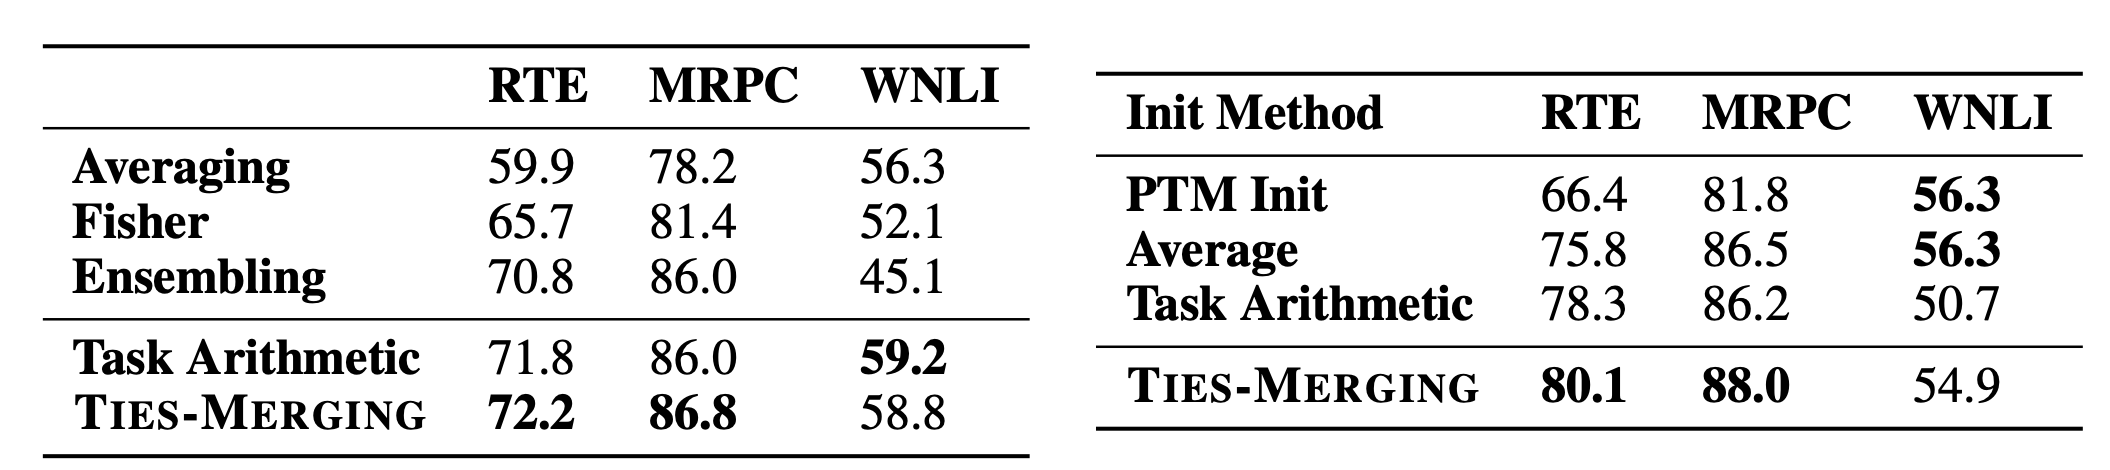 RTE MRPC WNLI
Averaging 59.9 78.2 56.3
Fisher 65.7 81.4 52.1
Ensembling 70.8 86.0 45.1
Task Arithmetic 71.8 86.0 59.2
TIES-MERGING 72.2 86.8 58.8
Init Method RTE MRPC WNLI
PTM Init 66.4 81.8 56.3
Average 75.8 86.5 56.3
Task Arithmetic 78.3 86.2 50.7
TIES-MERGING 80.1 88.0 54.9